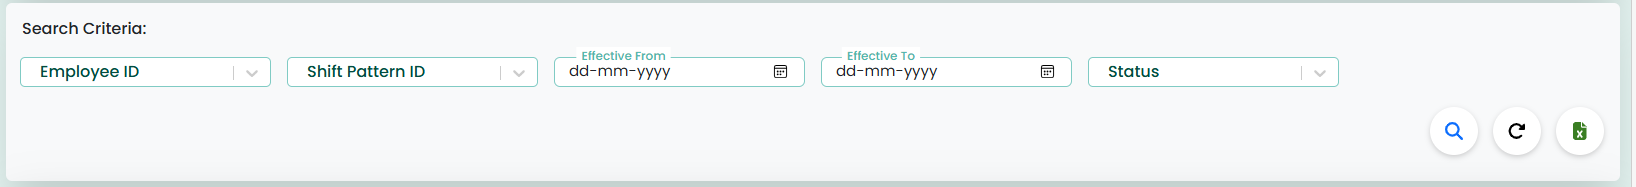 Search Criteria:
Effective From
Effective To
Employee ID
Shift Pattern ID
dd-mm-yyyy
dd-mm-yyyy
Status